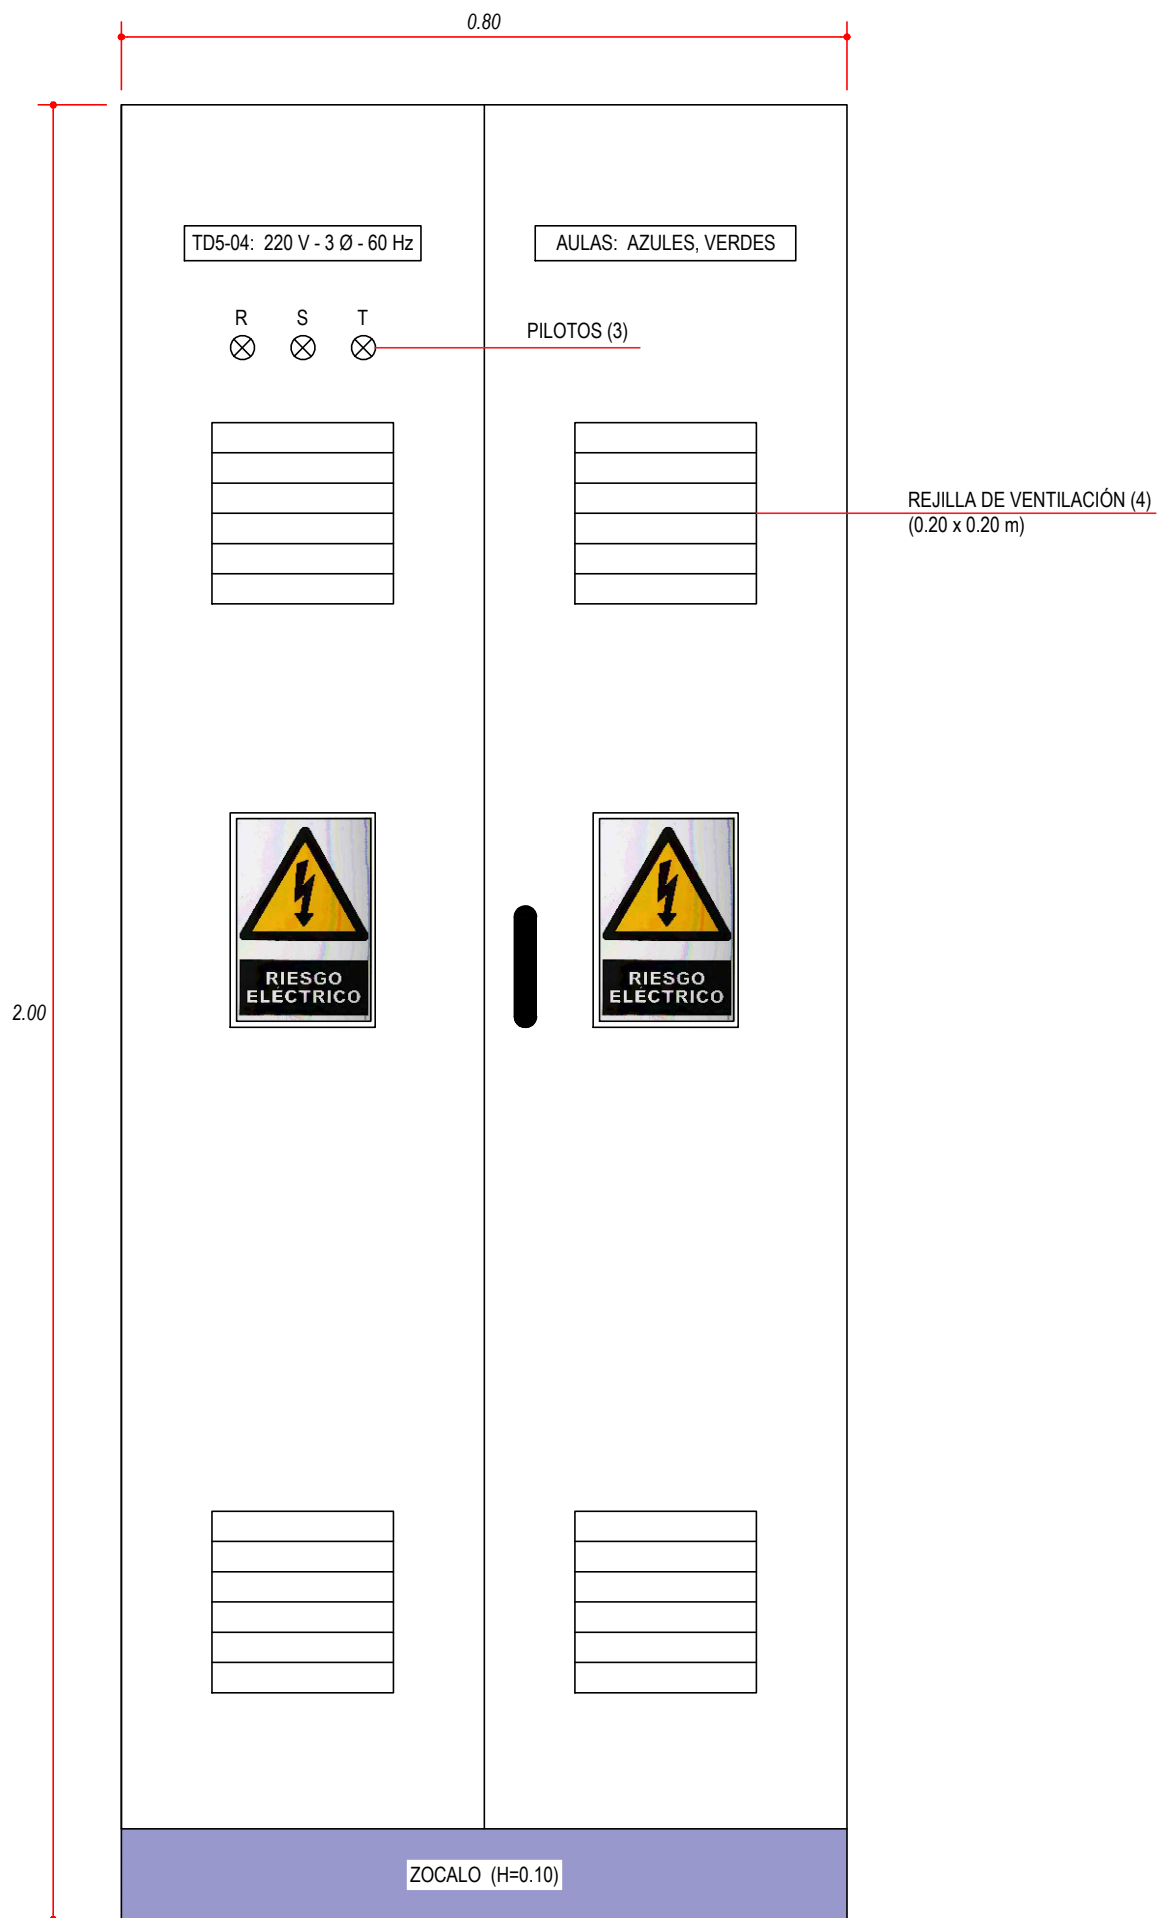 0.80
TD5-04: 220 V - 3 Ø - 60 Hz
AULAS: AZULES, VERDES
R S T
PILOTOS (3)
REJILLA DE VENTILACIÓN (4)
(0.20 x 0.20 m)
RIESGO
ELÉCTRICO
RIESGO
ELÉCTRICO
2.00
ZOCALO (H=0.10)